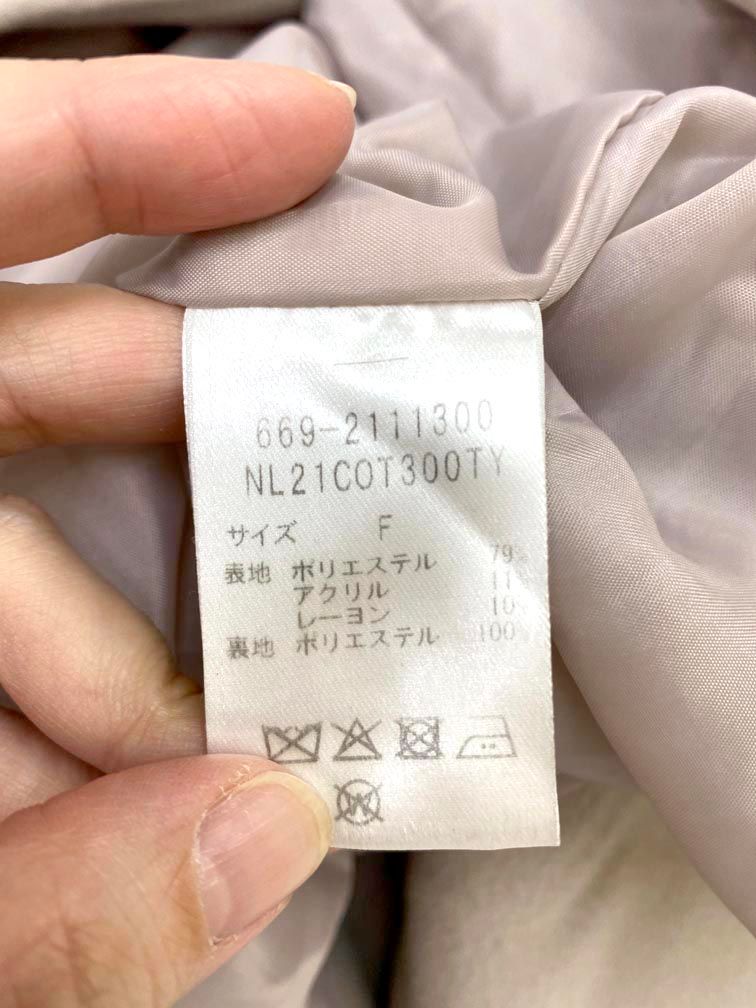 669-2111300
NL21COT300TY
サイズ F
表地 ポリエステル 79%
アクリル 11%
レーヨン 10%
裏地 ポリエステル 100%
W